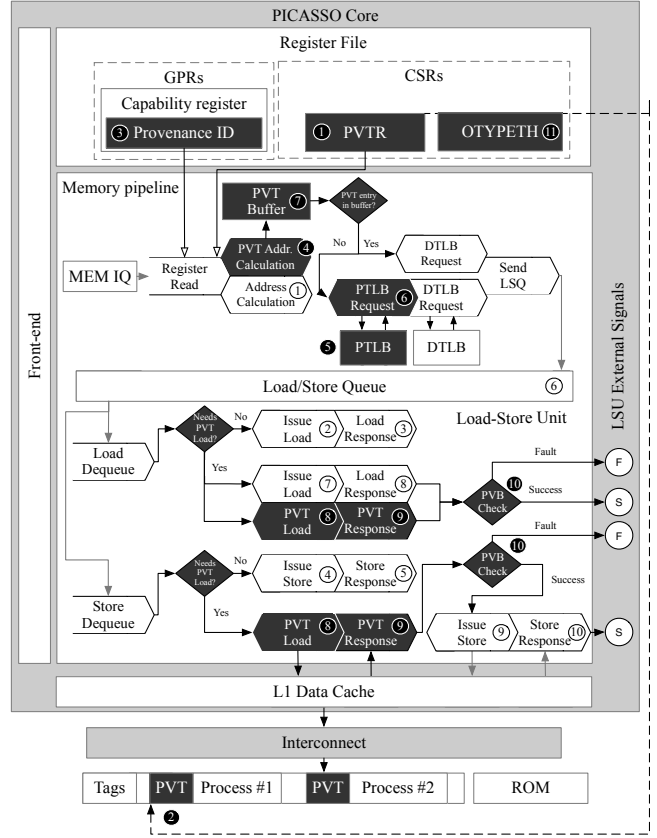 PICASSO Core
Register File
GPRs
CSRs
Capability register
3 Provenance ID
1 PVTR
OTYPETH 11
Front-end
Memory pipeline
PVT
Buffer 7
PVT entry
in buffer?
No
Yes
MEM IQ
Register
Read
PVT Addr. 4
Calculation
Address
Calculation 1
DTLB
Request
Send
LSQ
PTLB
Request 6
DTLB
Request
5 PTLB
DTLB
LSU External Signals
Load/Store Queue 6
Load-Store Unit
Load
Dequeue
Needs
PVT
Load?
No
Issue
Load 2
Load
Response 3
Yes
Issue
Load 7
Load
Response 8
PVT
Load 8
PVT
Response 9
10
PVB
Check
Fault
F
Success
S
Store
Dequeue
Needs
PVT
Load?
No
Issue
Store 4
Store
Response 5
Yes
PVT
Load 8
PVT
Response 9
10
PVB
Check
Fault
F
Success
Issue
Store 9
Store
Response 10
S
L1 Data Cache
Interconnect
Tags
PVT
Process #1
PVT
Process #2
ROM
2